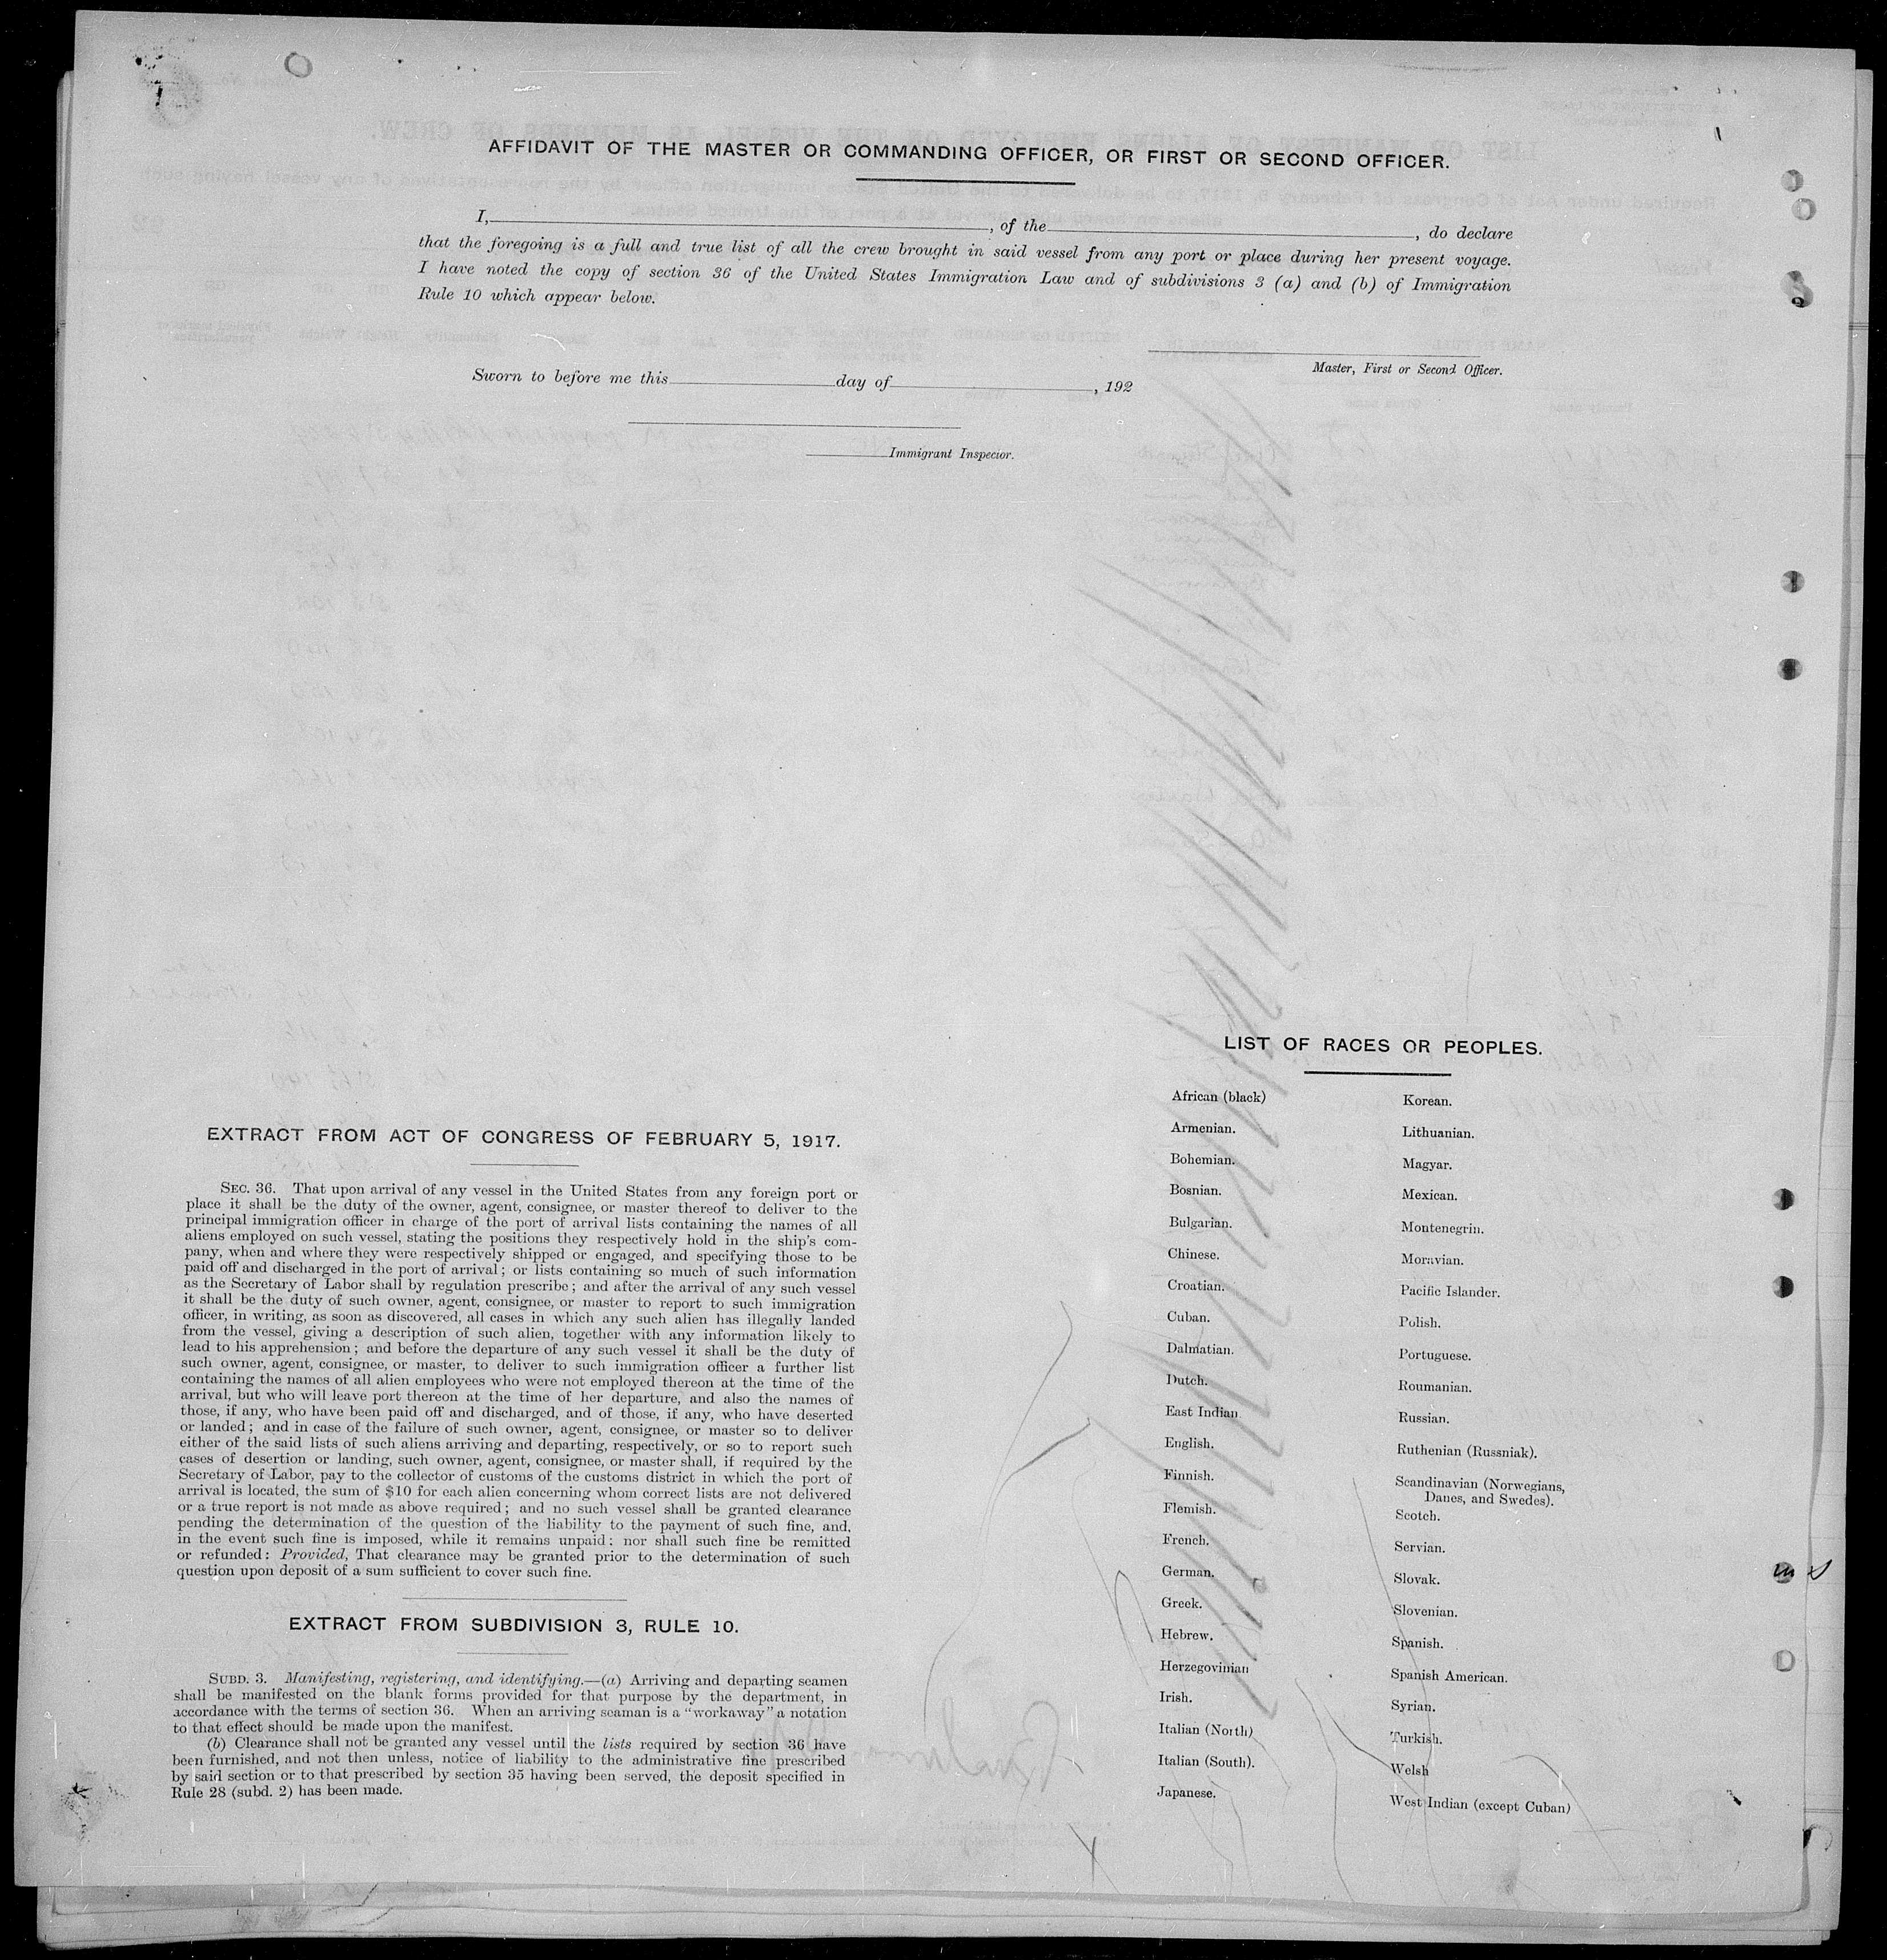 AFFIDAVIT OF THE MASTER OR COMMANDING OFFICER, OR FIRST OR SECOND OFFICER.
I, , of the , do declare
that the foregoing is a full and true list of all the crew brought in said vessel from any port or place during her present voyage.
I have noted the copy of section 36 of the United States Immigration Law and of subdivisions 3 (a) and (b) of Immigration
Rule 10 which appear below.
Master, First or Second Officer.
Sworn to before me this day of , 192
Immigrant Inspector.
EXTRACT FROM ACT OF CONGRESS OF FEBRUARY 5, 1917.
SEC. 36. That upon arrival of any vessel in the United States from any foreign port or
place it shall be the duty of the owner, agent, consignee, or master thereof to deliver to the
principal immigration officer in charge of the port of arrival lists containing the names of all
aliens employed on such vessel, stating the positions they respectively hold in the ship's com-
pany, when and where they were respectively shipped or engaged, and specifying those to be
paid off and discharged in the port of arrival; or lists containing so much of such information
as the Secretary of Labor shall by regulation prescribe; and after the arrival of any such vessel
it shall be the duty of such owner, agent, consignee, or master to report to such immigration
officer, in writing, as soon as discovered, all cases in which any such alien has illegally landed
from the vessel, giving a description of such alien, together with any information likely to
lead to his apprehension; and before the departure of any such vessel it shall be the duty of
such owner, agent, consignee, or master, to deliver to such immigration officer a further list
containing the names of all alien employees who were not employed thereon at the time of the
arrival, but who will leave port thereon at the time of her departure, and also the names of
those, if any, who have been paid off and discharged, and of those, if any, who have deserted
or landed; and in case of the failure of such owner, agent, consignee, or master so to deliver
either of the said lists of such aliens arriving and departing, respectively, or so to report such
cases of desertion or landing, such owner, agent, consignee, or master shall, if required by the
Secretary of Labor, pay to the collector of customs of the customs district in which the port of
arrival is located, the sum of $10 for each alien concerning whom correct lists are not delivered
or a true report is not made as above required; and no such vessel shall be granted clearance
pending the determination of the question of the liability to the payment of such fine, and,
in the event such fine is imposed, while it remains unpaid; nor shall such fine be remitted
or refunded: Provided, That clearance may be granted prior to the determination of such
question upon deposit of a sum sufficient to cover such fine.
EXTRACT FROM SUBDIVISION 3, RULE 10.
SUBD. 3. Manifesting, registering, and identifying.—(a) Arriving and departing seamen
shall be manifested on the blank forms provided for that purpose by the department, in
accordance with the terms of section 36. When an arriving seaman is a "workaway" a notation
to that effect should be made upon the manifest.
(b) Clearance shall not be granted any vessel until the lists required by section 36 have
been furnished, and not then unless, notice of liability to the administrative fine prescribed
by said section or to that prescribed by section 35 having been served, the deposit specified in
Rule 28 (subd. 2) has been made.
LIST OF RACES OR PEOPLES.
African (black)
Armenian.
Bohemian.
Bosnian.
Bulgarian.
Chinese.
Croatian.
Cuban.
Dalmatian.
Dutch.
East Indian
English.
Finnish.
Flemish.
French.
German.
Greek.
Hebrew.
Herzegovinian
Irish.
Italian (North)
Italian (South).
Japanese.
Korean.
Lithuanian.
Magyar.
Mexican.
Montenegrin.
Moravian.
Pacific Islander.
Polish.
Portuguese.
Roumanian.
Russian.
Ruthenian (Russniak).
Scandinavian (Norwegians,
Danes, and Swedes).
Scotch.
Servian.
Slovak.
Slovenian.
Spanish.
Spanish American.
Syrian.
Turkish.
Welsh
West Indian (except Cuban)